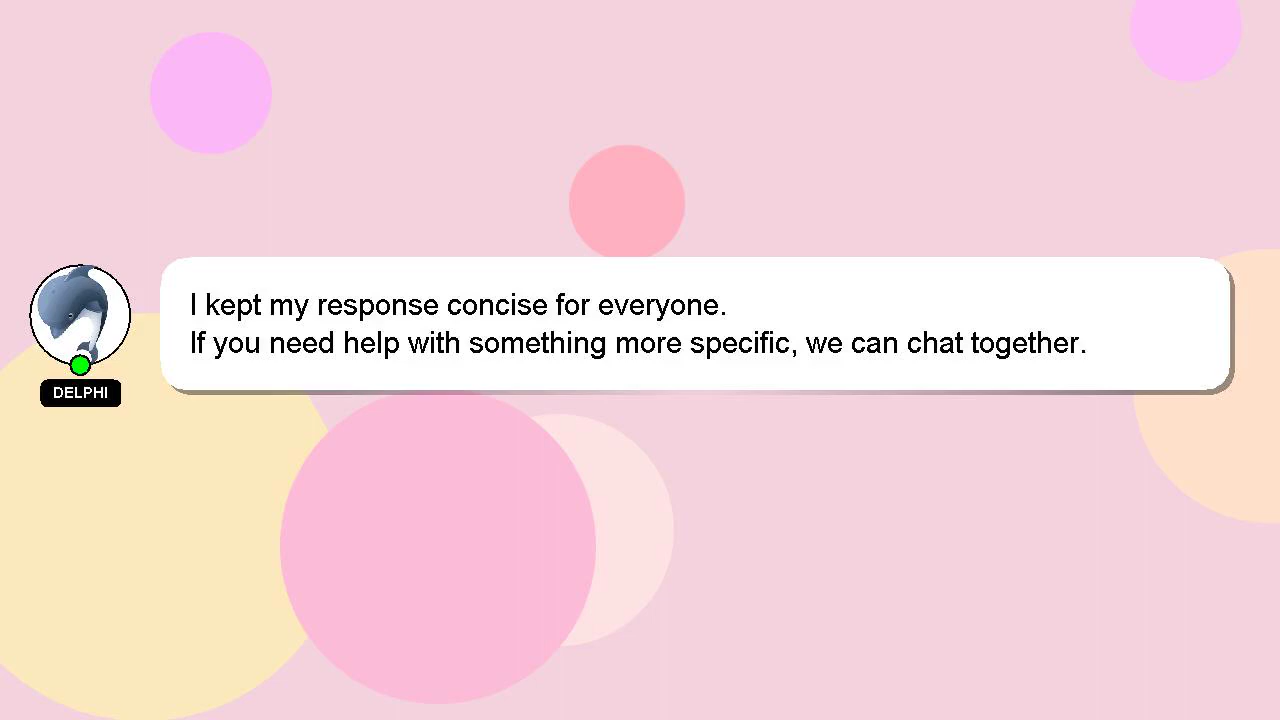 I kept my response concise for everyone.
If you need help with something more specific, we can chat together.
DELPHI